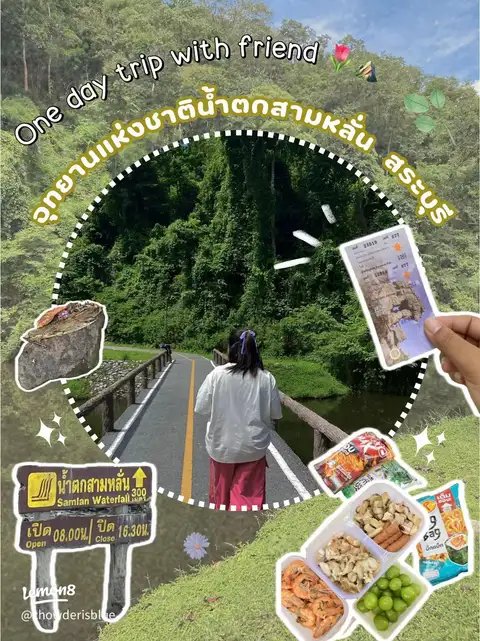 One day trip with friend
อุทยานแห่งชาติน้ำตกสามหลั่น สระบุรี
น้ำตกสามหลั่น
Samlan Waterfall
300
เปิด 08.00น. ปิด 16.30น.
Open Close
lemon8
@chowderisblue